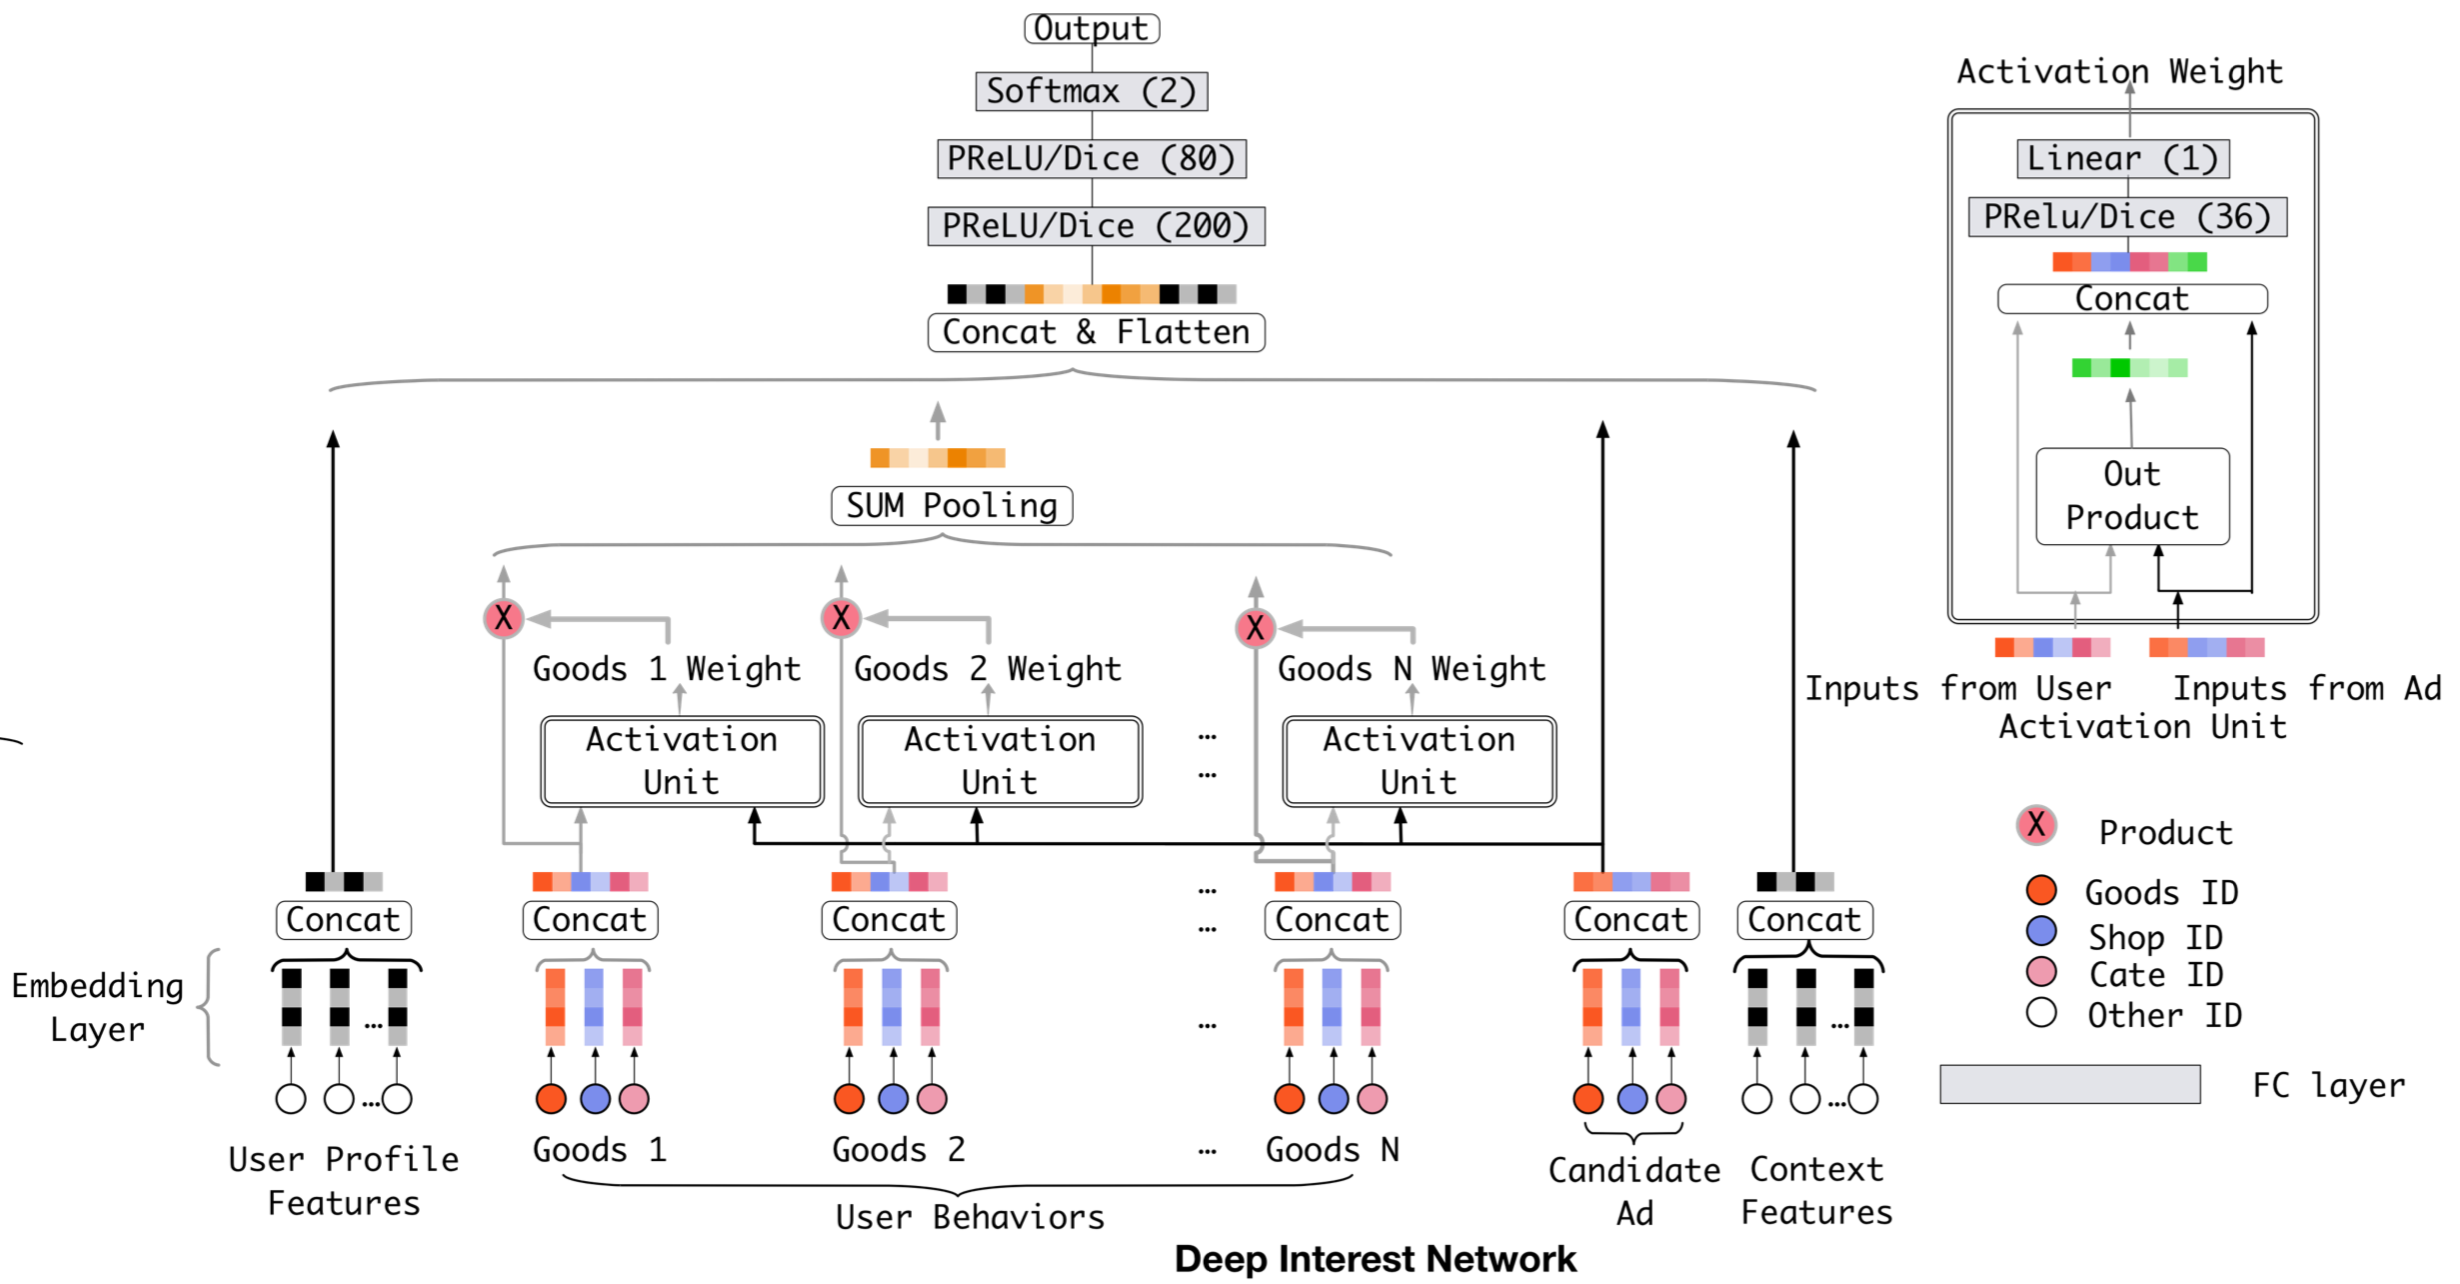 Output
Softmax (2)
PReLU/Dice (80)
PReLU/Dice (200)
Concat & Flatten
SUM Pooling
X
X
X
Goods 1 Weight
Goods 2 Weight
Goods N Weight
Activation
Unit
Activation
Unit
...
...
Activation
Unit
Concat
Concat
Concat
...
...
Concat
Concat
Concat
Embedding
Layer
...
...
...
...
...
User Profile
Features
Goods 1
Goods 2
...
Goods N
User Behaviors
Candidate
Ad
Context
Features
Deep Interest Network
Activation Weight
Linear (1)
PRelu/Dice (36)
Concat
Out
Product
Inputs from User
Inputs from Ad
Activation Unit
X Product
Goods ID
Shop ID
Cate ID
Other ID
FC layer